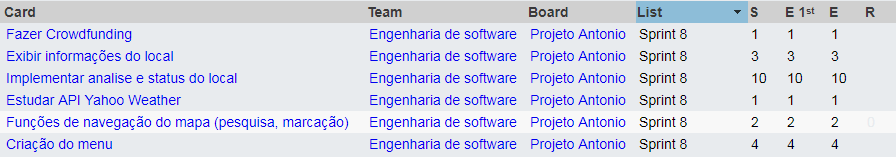 Card Team Board List S E 1st E R
Fazer Crowdfunding Engenharia de software Projeto Antonio Sprint 8 1 1 1
Exibir informações do local Engenharia de software Projeto Antonio Sprint 8 3 3 3
Implementar analise e status do local Engenharia de software Projeto Antonio Sprint 8 10 10 10
Estudar API Yahoo Weather Engenharia de software Projeto Antonio Sprint 8 1 1 1
Funções de navegação do mapa (pesquisa, marcação) Engenharia de software Projeto Antonio Sprint 8 2 2 2 0
Criação do menu Engenharia de software Projeto Antonio Sprint 8 4 4 4